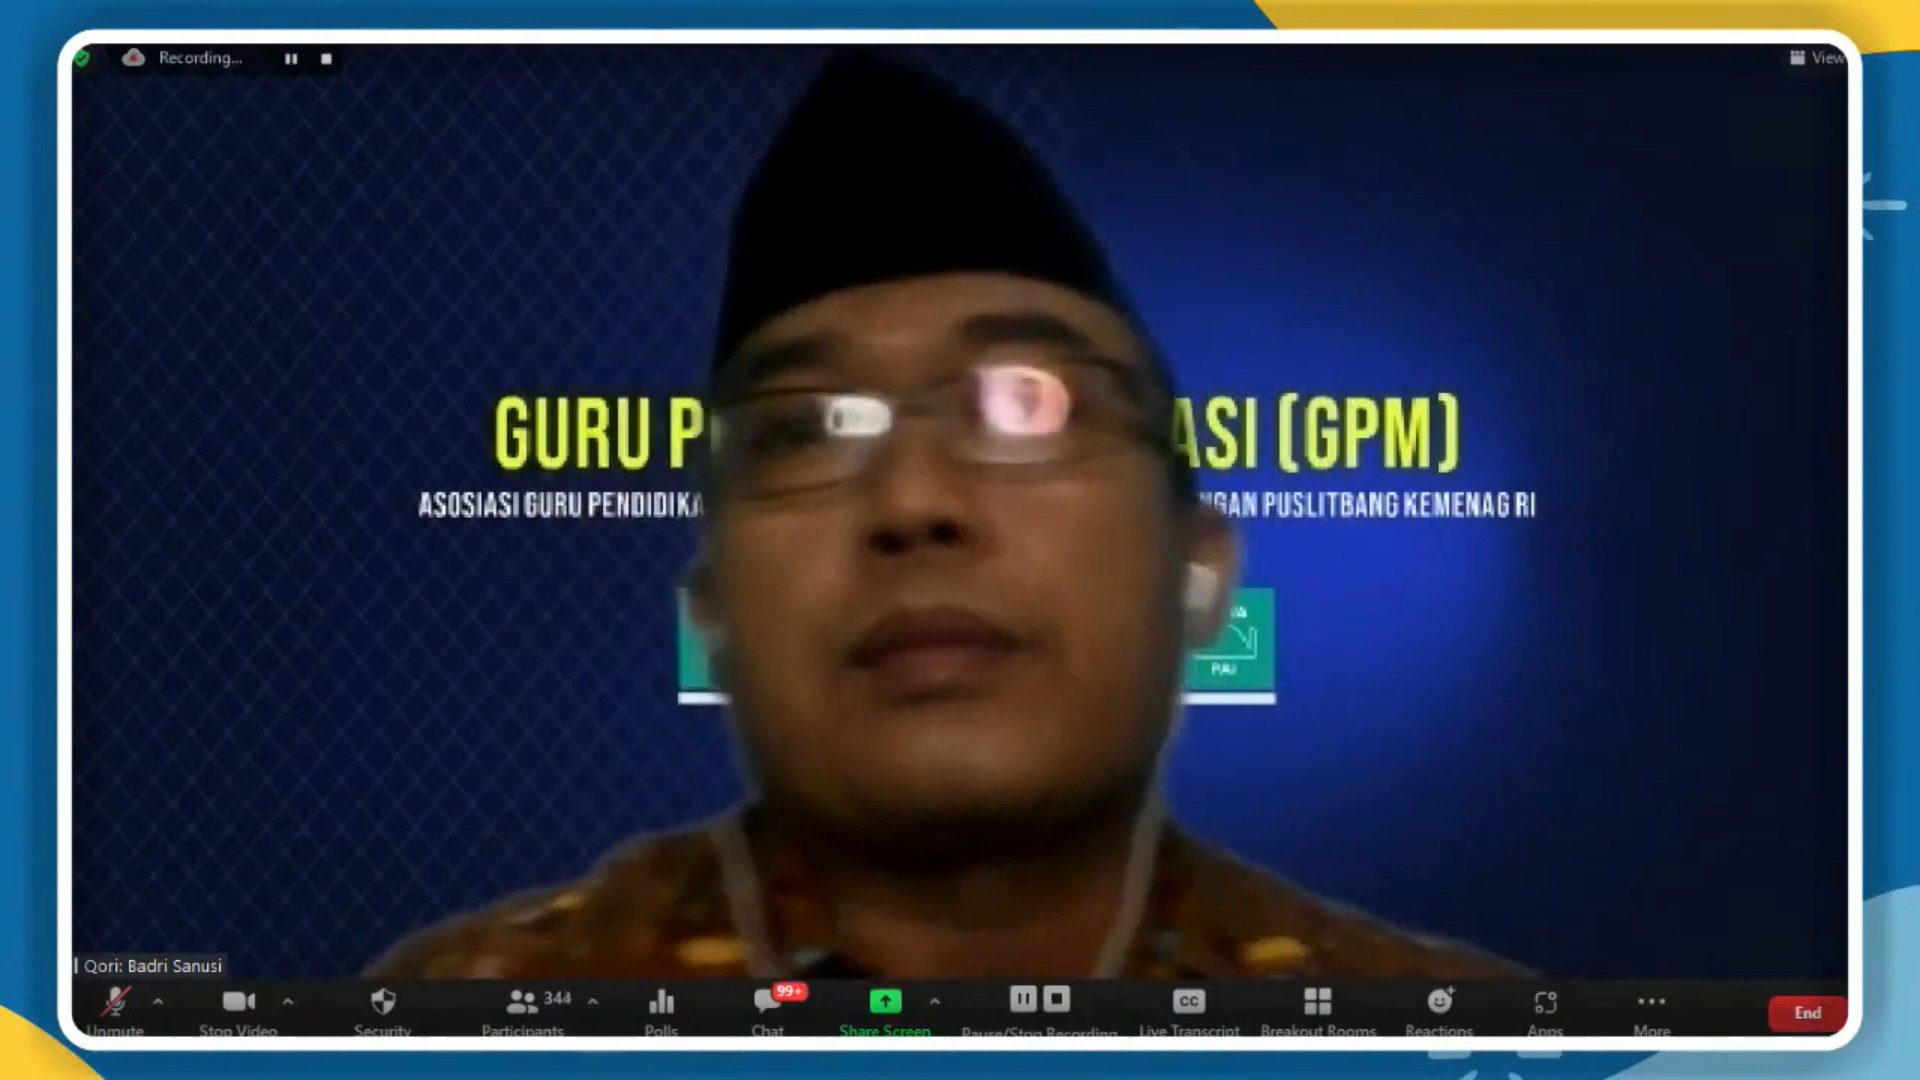 Recording...
View
GURU P ASI (GPM)
ASOSIASI GURU PENDIDIKA NGAN PUSLITBANG KEMENAG RI
PAI
Qori: Badri Sanusi
344
99+
CC
Unmute Stop Video Security Participants Polls Chat Share Screen Pause/Stop Recording Live Transcript Breakout Rooms Reactions Apps More End